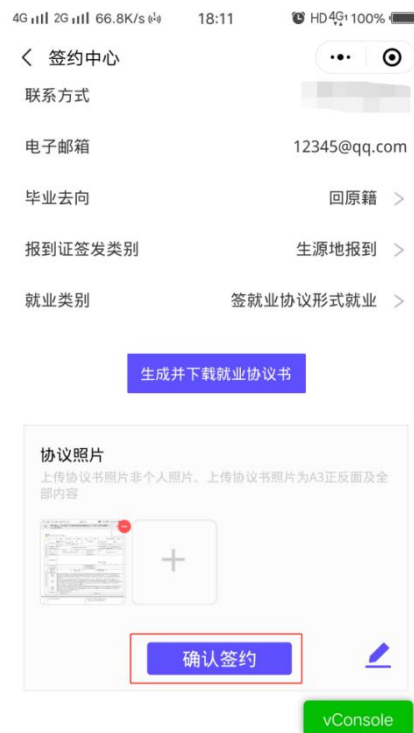 4G 2G 66.8K/s 18:11 HD 4G 100%
签约中心
联系方式
电子邮箱 12345@qq.com
毕业去向 回原籍 >
报到证签发类别 生源地报到 >
就业类别 签就业协议形式就业 >
生成并下载就业协议书
协议照片
上传协议书照片非个人照片、上传协议书照片为A3正反面及全
部内容
确认签约
vConsole